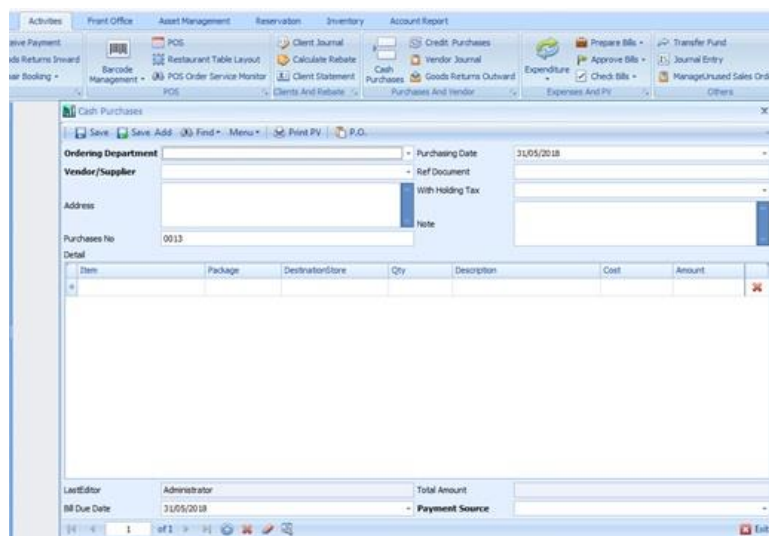 Activities Front Office Asset Management Reservation Inventory Account Report
Payment POS Client Journal Credit Purchases Prepare Bills Transfer Fund
ds Returns Inward Restaurant Table Layout Calculate Rebate Vendor Journal Approve Bills Journal Entry
Booking Barcode Management POS Order Service Monitor Client Statement Cash Purchases Goods Returns Outward Expenditure Check Bills ManageUnused Sales Ord
POS Clients And Rebate Purchases And Vendor Expenses And PV Others
Cash Purchases
Save Save Add Find Menu Print PV P.O.
Ordering Department Purchasing Date 31/05/2018
Vendor/Supplier Ref Document
With Holding Tax
Address
Note
Purchases No 0013
Detail
Item Package DestinationStore Qty Description Cost Amount
LastEditor Administrator Total Amount
Bill Due Date 31/05/2018 Payment Source
1 of 1 Exit